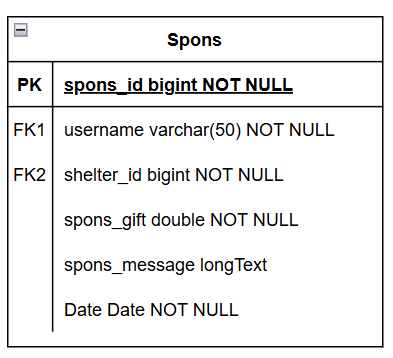 Spons
PK spons_id bigint NOT NULL
FK1 username varchar(50) NOT NULL
FK2 shelter_id bigint NOT NULL
spons_gift double NOT NULL
spons_message longText
Date Date NOT NULL